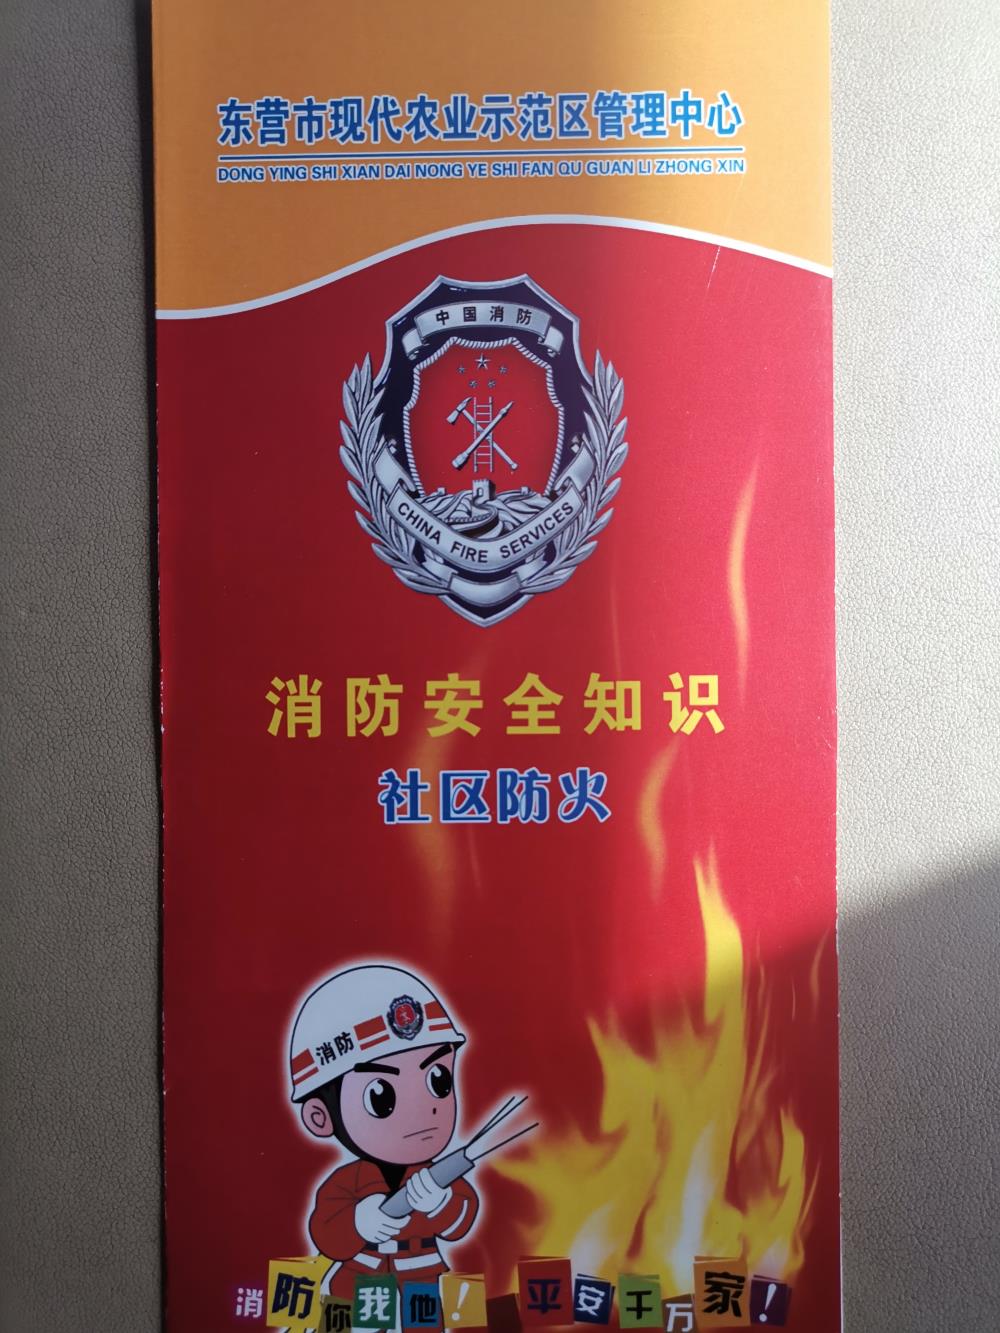 东营市现代农业示范区管理中心
DONG YING SHI XIAN DAI NONG YE SHI FAN QU GUAN LI ZHONG XIN
中国消防
CHINA FIRE SERVICES
消防安全知识
社区防火
消防
消防你我他！平安千万家！